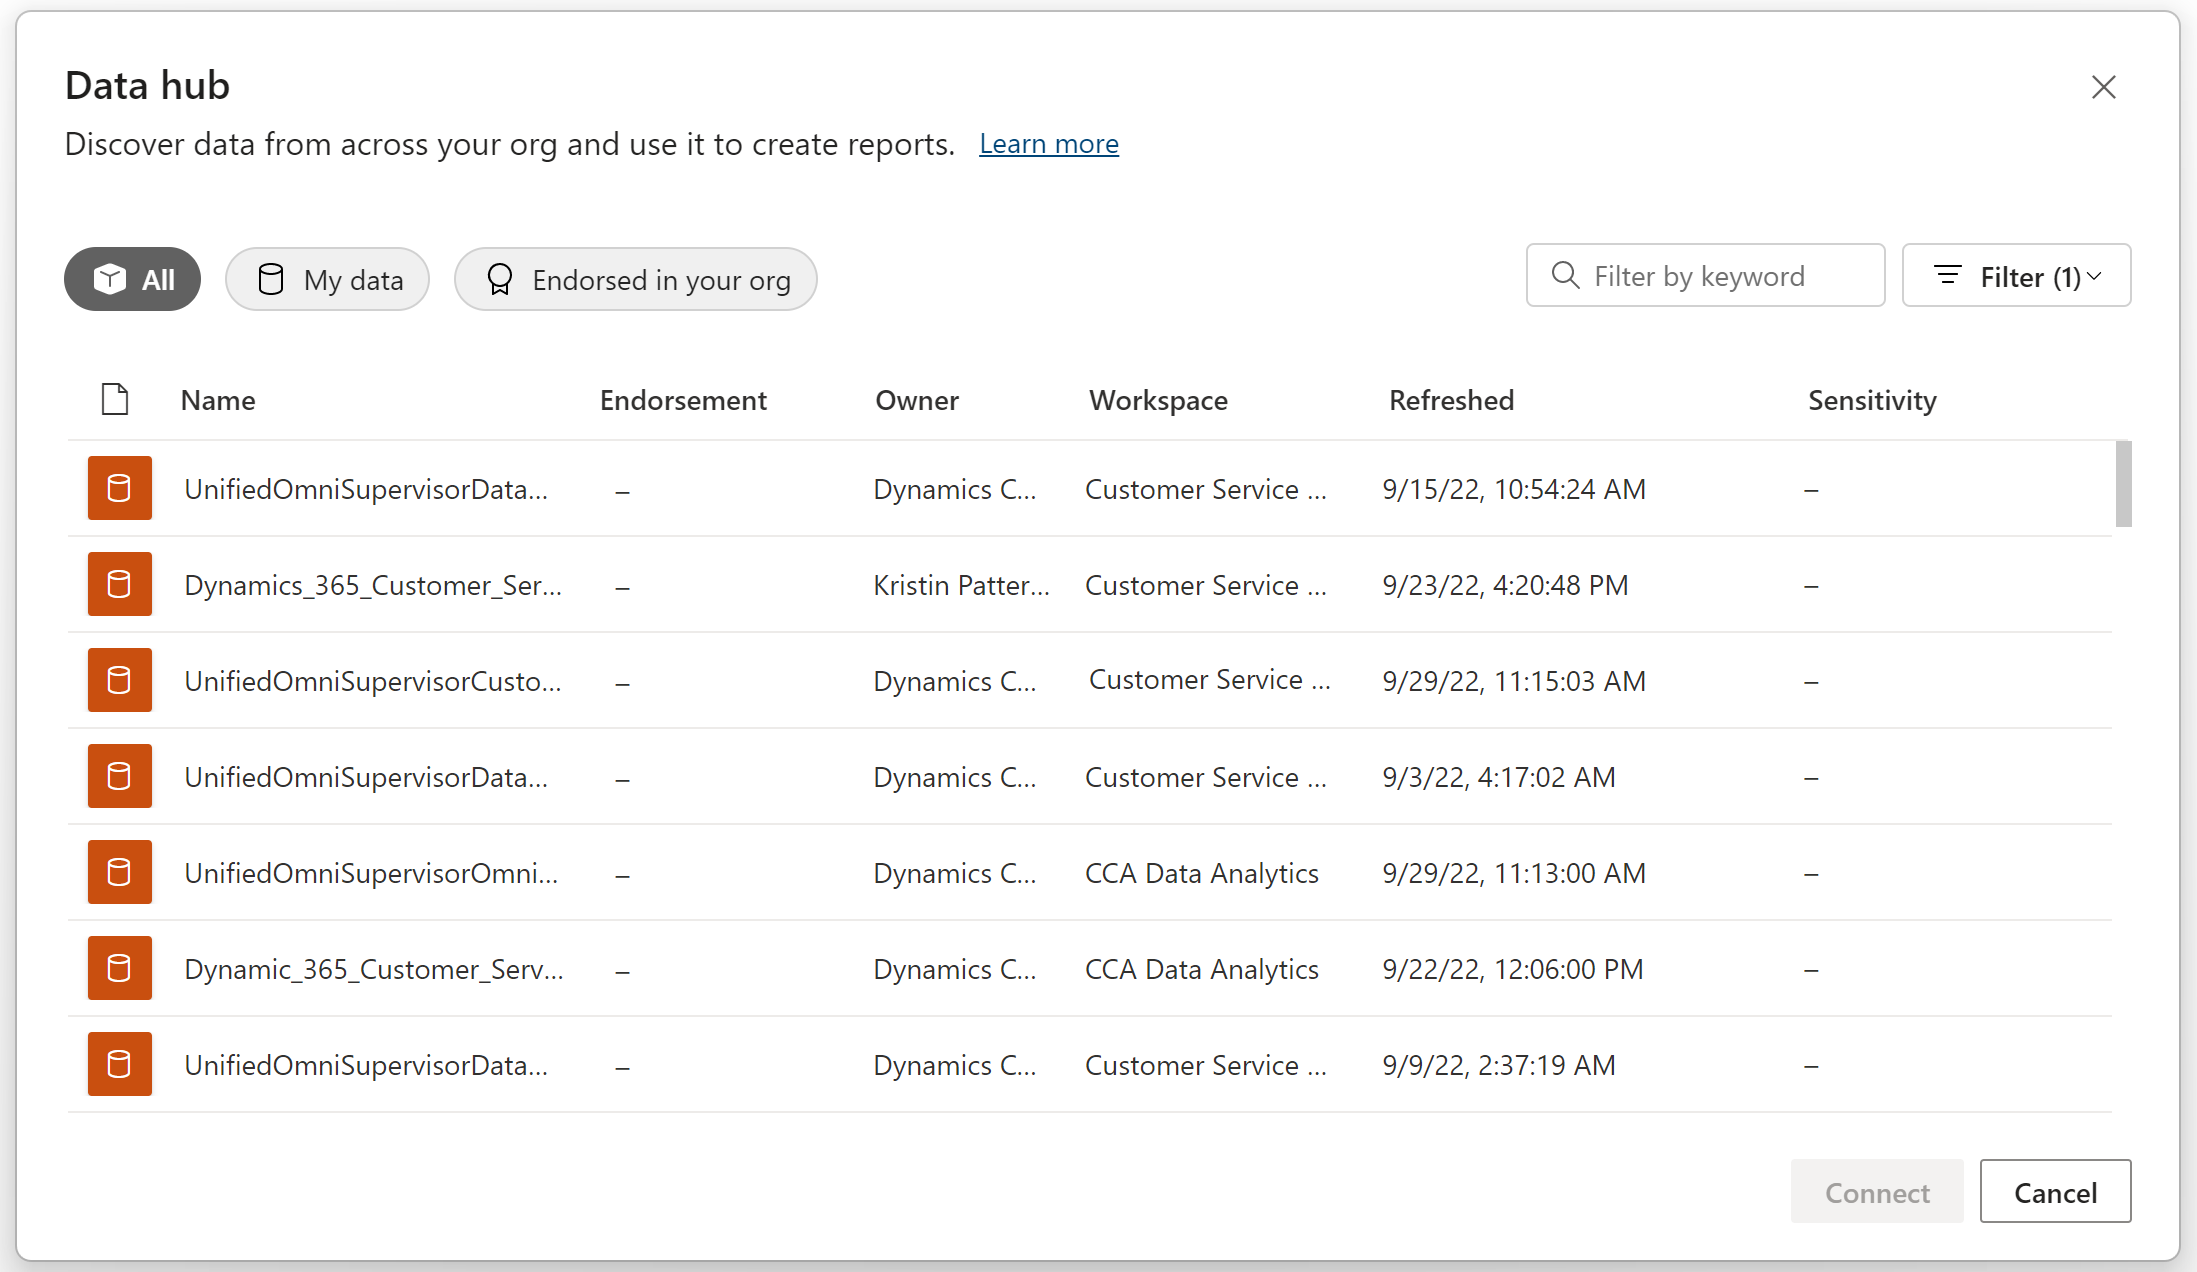 Data hub
Discover data from across your org and use it to create reports. Learn more
All My data Endorsed in your org Filter by keyword Filter (1)
Name Endorsement Owner Workspace Refreshed Sensitivity
UnifiedOmniSupervisorData... – Dynamics C... Customer Service ... 9/15/22, 10:54:24 AM –
Dynamics_365_Customer_Ser... – Kristin Patter... Customer Service ... 9/23/22, 4:20:48 PM –
UnifiedOmniSupervisorCusto... – Dynamics C... Customer Service ... 9/29/22, 11:15:03 AM –
UnifiedOmniSupervisorData... – Dynamics C... Customer Service ... 9/3/22, 4:17:02 AM –
UnifiedOmniSupervisorOmni... – Dynamics C... CCA Data Analytics 9/29/22, 11:13:00 AM –
Dynamic_365_Customer_Serv... – Dynamics C... CCA Data Analytics 9/22/22, 12:06:00 PM –
UnifiedOmniSupervisorData... – Dynamics C... Customer Service ... 9/9/22, 2:37:19 AM –
Connect Cancel